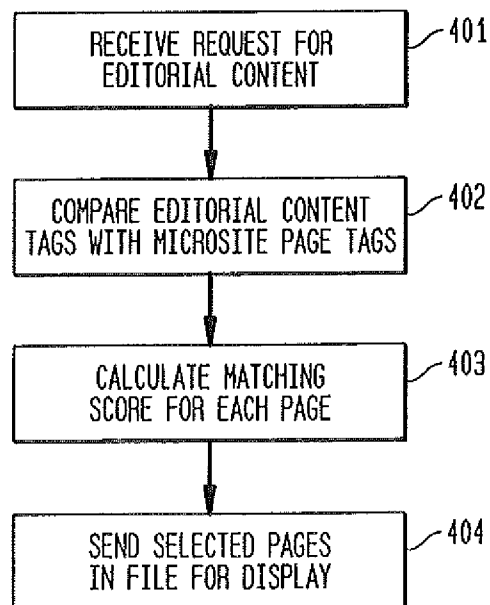 RECEIVE REQUEST FOR
EDITORIAL CONTENT
401
COMPARE EDITORIAL CONTENT
TAGS WITH MICROSITE PAGE TAGS
402
CALCULATE MATCHING
SCORE FOR EACH PAGE
403
SEND SELECTED PAGES
IN FILE FOR DISPLAY
404